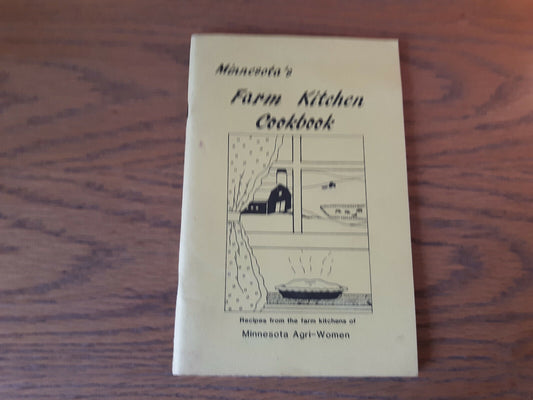 Minnesota's
Farm Kitchen
Cookbook
Recipes from the farm kitchens of
Minnesota Agri-Women